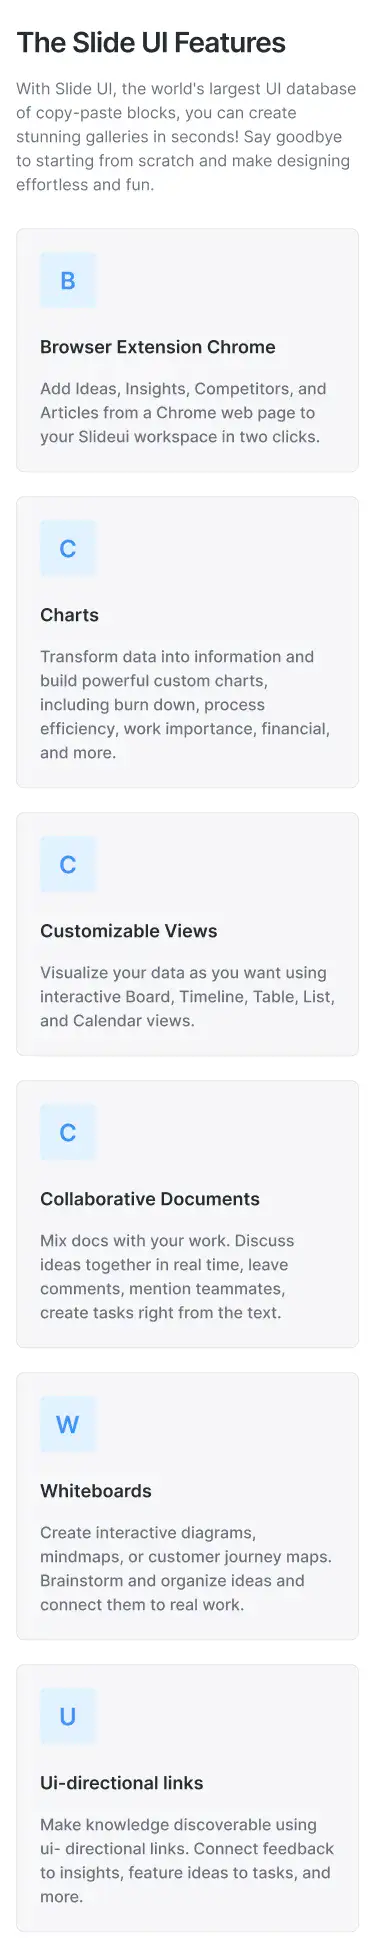 The Slide UI Features
With Slide UI, the world's largest UI database
of copy-paste blocks, you can create
stunning galleries in seconds! Say goodbye
to starting from scratch and make designing
effortless and fun.
B
Browser Extension Chrome
Add Ideas, Insights, Competitors, and
Articles from a Chrome web page to
your Slideui workspace in two clicks.
C
Charts
Transform data into information and
build powerful custom charts,
including burn down, process
efficiency, work importance, financial,
and more.
C
Customizable Views
Visualize your data as you want using
interactive Board, Timeline, Table, List,
and Calendar views.
C
Collaborative Documents
Mix docs with your work. Discuss
ideas together in real time, leave
comments, mention teammates,
create tasks right from the text.
W
Whiteboards
Create interactive diagrams,
mindmaps, or customer journey maps.
Brainstorm and organize ideas and
connect them to real work.
U
Ui-directional links
Make knowledge discoverable using
ui- directional links. Connect feedback
to insights, feature ideas to tasks, and
more.